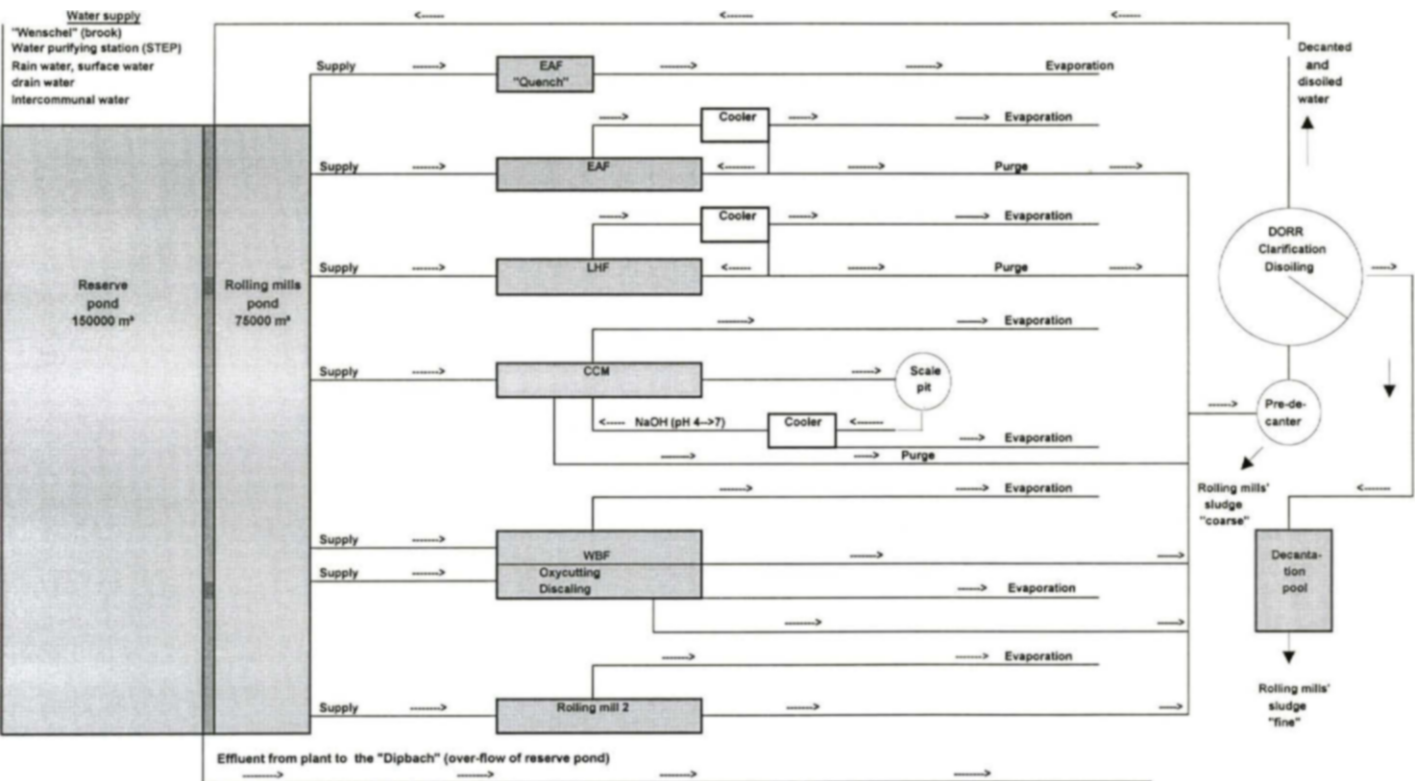 Water supply
"Wenschel" (brook)
Water purifying station (STEP)
Rain water, surface water
drain water
Intercommunal water
Reserve
pond
150000 m³
Rolling mills
pond
75000 m³
Supply
EAF
"Quench"
Evaporation
Cooler
Evaporation
Supply
EAF
Purge
Cooler
Evaporation
Supply
LHF
Purge
Evaporation
Supply
CCM
Scale
pit
NaOH (pH 4-->7)
Cooler
Evaporation
Purge
Evaporation
Supply
WBF
Supply
Oxycutting
Discaling
Evaporation
Evaporation
Supply
Rolling mill 2
Decanted
and
disoiled
water
DORR
Clarification
Disoiling
Pre-de-
canter
Rolling mills'
sludge
"coarse"
Decanta-
tion
pool
Rolling mills'
sludge
"fine"
Effluent from plant to the "Dipbach" (over-flow of reserve pond)